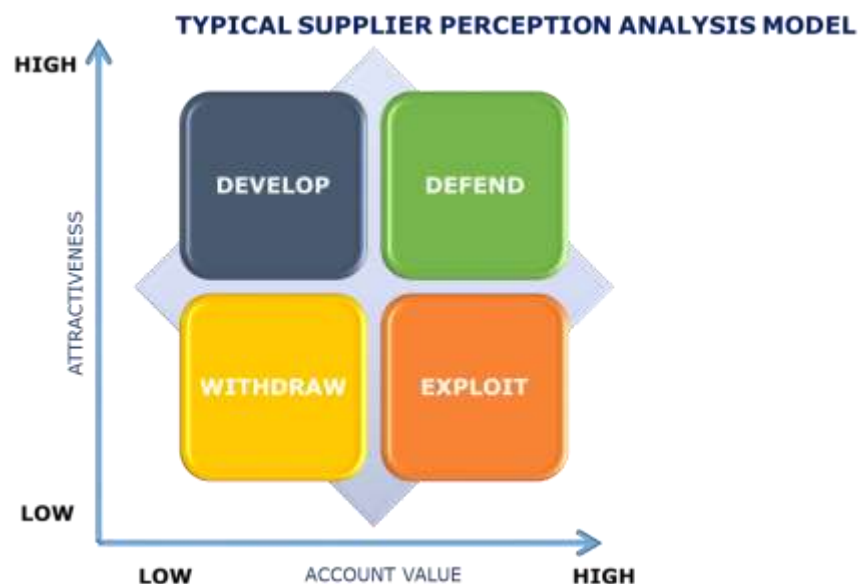 TYPICAL SUPPLIER PERCEPTION ANALYSIS MODEL
HIGH
DEVELOP
DEFEND
ATTRACTIVENESS
WITHDRAW
EXPLOIT
LOW
LOW
ACCOUNT VALUE
HIGH